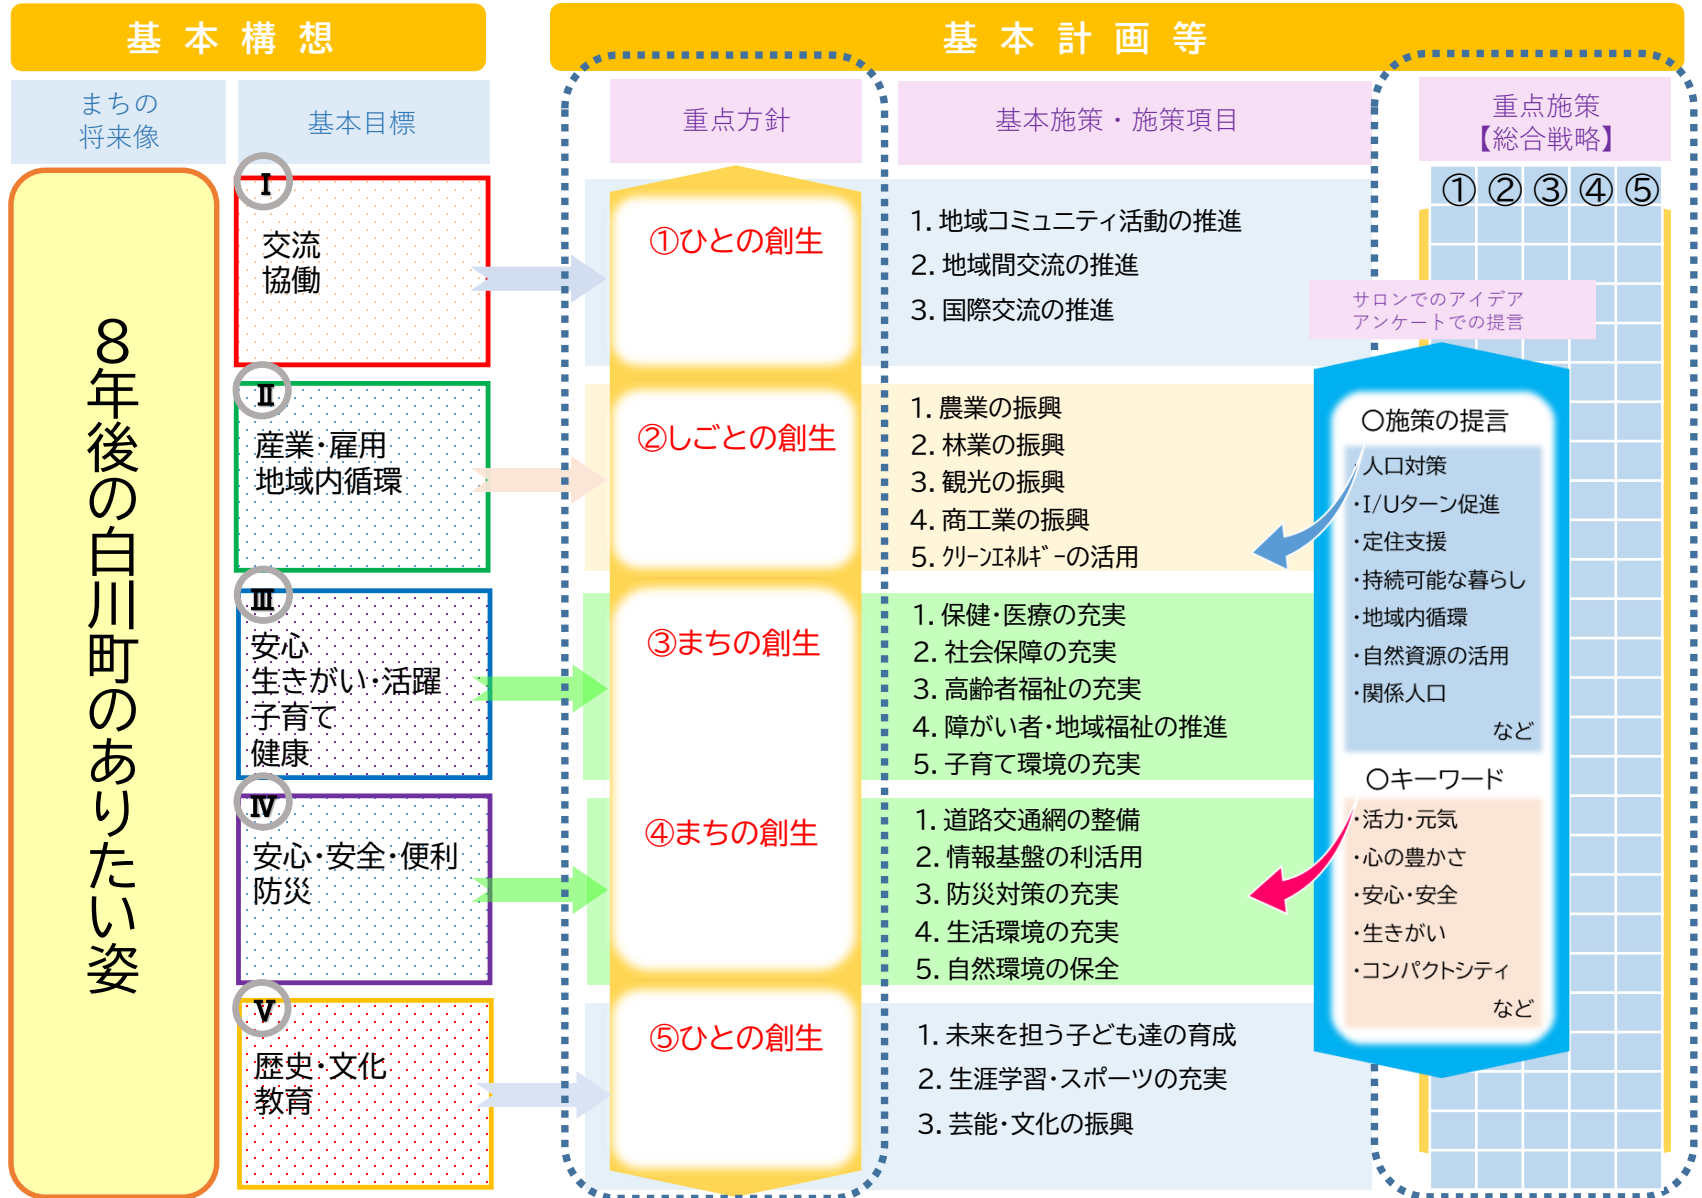 基本構想
基本計画等
まちの
将来像
基本目標
重点方針
基本施策・施策項目
重点施策
【総合戦略】
8年後の白川町のありたい姿
Ⅰ
交流
協働
①ひとの創生
1. 地域コミュニティ活動の推進
2. 地域間交流の推進
3. 国際交流の推進
Ⅱ
産業・雇用
地域内循環
②しごとの創生
1. 農業の振興
2. 林業の振興
3. 観光の振興
4. 商工業の振興
5. ｸﾘｰﾝｴﾈﾙｷﾞｰの活用
Ⅲ
安心
生きがい・活躍
子育て
健康
③まちの創生
1. 保健・医療の充実
2. 社会保障の充実
3. 高齢者福祉の充実
4. 障がい者・地域福祉の推進
5. 子育て環境の充実
Ⅳ
安心・安全・便利
防災
④まちの創生
1. 道路交通網の整備
2. 情報基盤の利活用
3. 防災対策の充実
4. 生活環境の充実
5. 自然環境の保全
Ⅴ
歴史・文化
教育
⑤ひとの創生
1. 未来を担う子ども達の育成
2. 生涯学習・スポーツの充実
3. 芸能・文化の振興
① ② ③ ④ ⑤
サロンでのアイデア
アンケートでの提言
〇施策の提言
・人口対策
・I/Uターン促進
・定住支援
・持続可能な暮らし
・地域内循環
・自然資源の活用
・関係人口
など
〇キーワード
・活力・元気
・心の豊かさ
・安心・安全
・生きがい
・コンパクトシティ
など